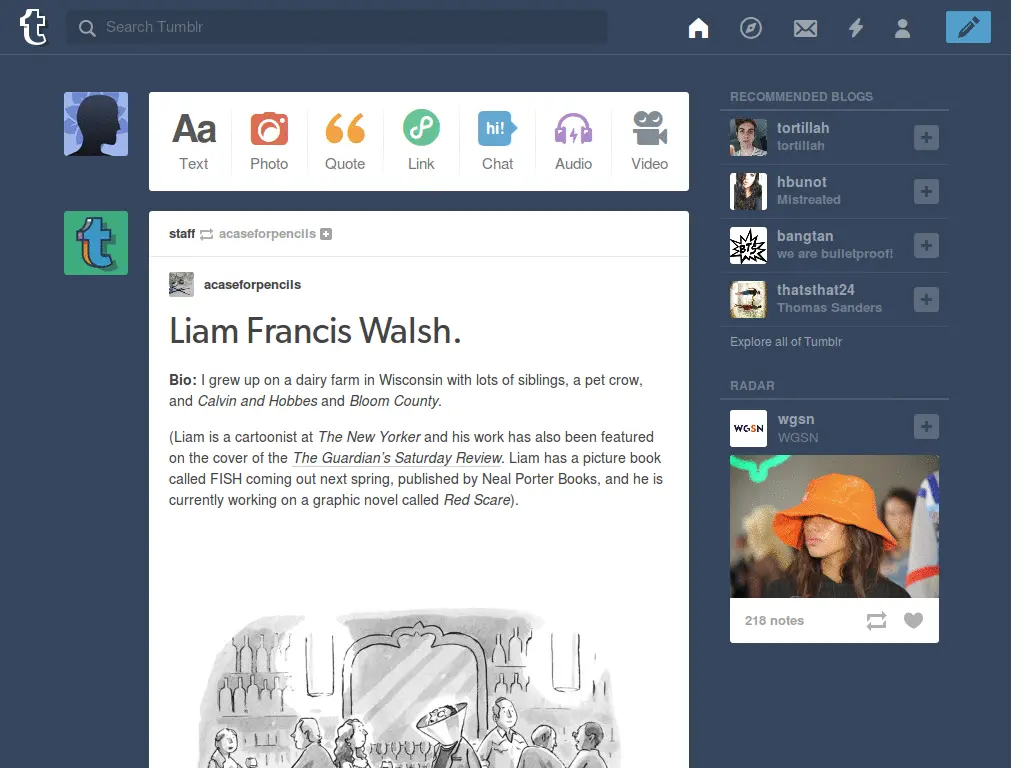 t
Search Tumblr
Aa
hi!
Text
Photo
Quote
Link
Chat
Audio
Video
t
staff acaseforpencils
acaseforpencils
Liam Francis Walsh.
Bio: I grew up on a dairy farm in Wisconsin with lots of siblings, a pet crow,
and Calvin and Hobbes and Bloom County.
(Liam is a cartoonist at The New Yorker and his work has also been featured
on the cover of the The Guardian’s Saturday Review. Liam has a picture book
called FISH coming out next spring, published by Neal Porter Books, and he is
currently working on a graphic novel called Red Scare).
RECOMMENDED BLOGS
tortillah
tortillah
hbunot
Mistreated
BTS
bangtan
we are bulletproof!
thatsthat24
Thomas Sanders
Explore all of Tumblr
RADAR
WGSN
wgsn
WGSN
218 notes